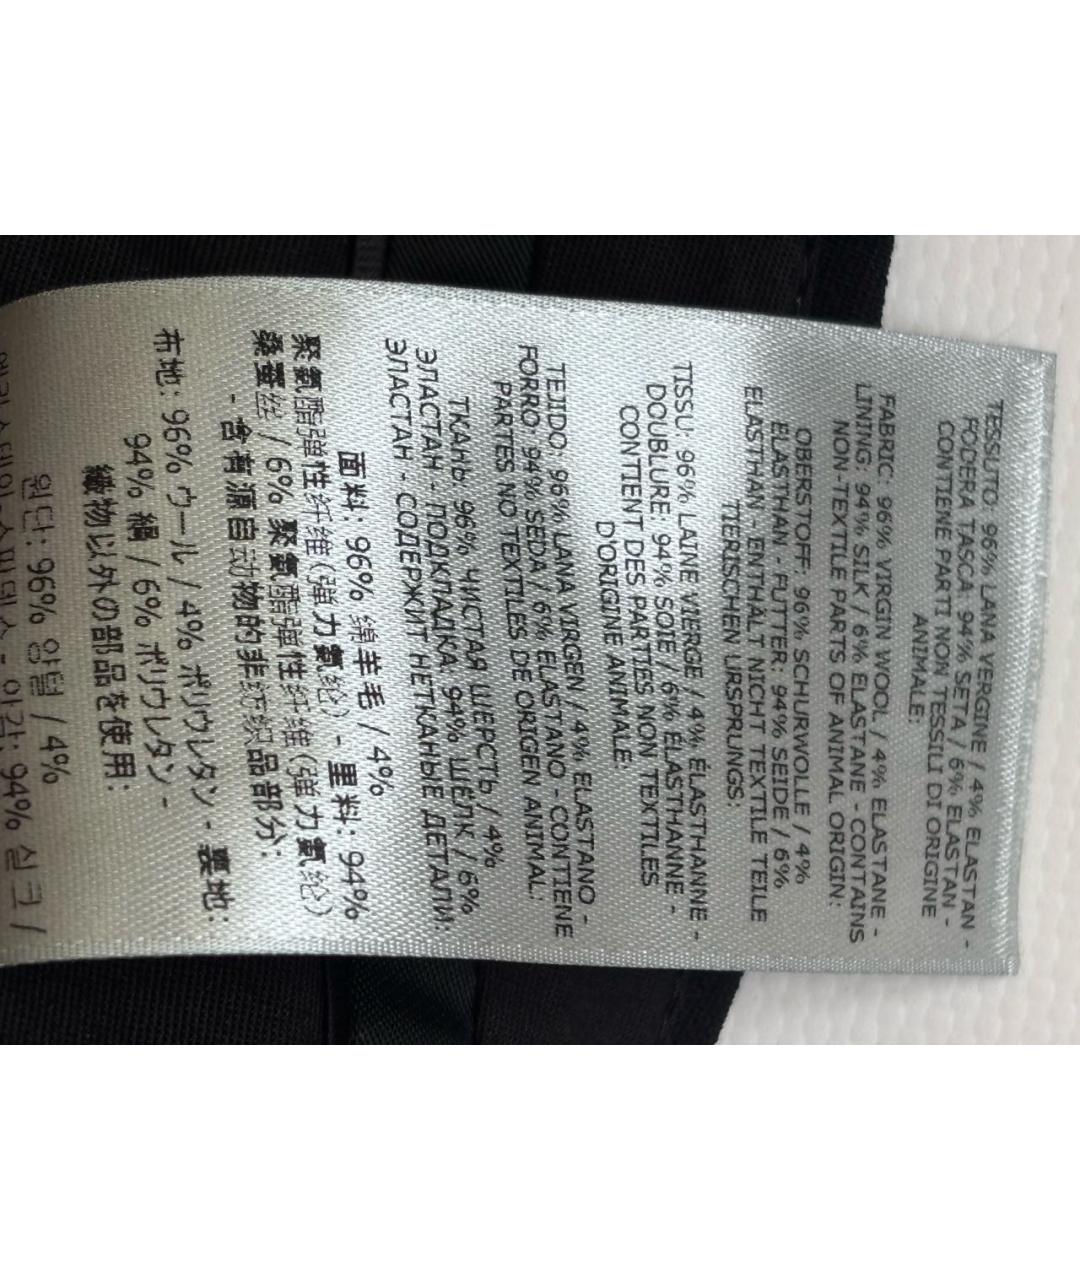 TESSUTO: 96% LANA VERGINE / 4% ELASTAN -
FODERA TASCA: 94% SETA / 6% ELASTAN -
CONTIENE PARTI NON TESSILI DI ORIGINE
ANIMALE:
FABRIC: 96% VIRGIN WOOL / 4% ELASTANE -
LINING: 94% SILK / 6% ELASTANE - CONTAINS
NON-TEXTILE PARTS OF ANIMAL ORIGIN:
OBERSTOFF: 96% SCHURWOLLE / 4%
ELASTHAN - FUTTER: 94% SEIDE / 6%
ELASTHAN - ENTHÄLT NICHT TEXTILE TEILE
TIERISCHEN URSPRUNGS:
TISSU: 96% LAINE VIERGE / 4% ÉLASTHANNE -
DOUBLURE: 94% SOIE / 6% ÉLASTHANNE -
CONTIENT DES PARTIES NON TEXTILES
D'ORIGINE ANIMALE:
TEJIDO: 96% LANA VIRGEN / 4% ELASTANO -
FORRO: 94% SEDA / 6% ELASTANO - CONTIENE
PARTES NO TEXTILES DE ORIGEN ANIMAL:
ТКАНЬ: 96% ЧИСТАЯ ШЕРСТЬ / 4%
ЭЛАСТАН - ПОДКЛАДКА: 94% ШЁЛК / 6%
ЭЛАСТАН - СОДЕРЖИТ НЕТКАНЫЕ ДЕТАЛИ:
面料: 96% 绵羊毛 / 4%
聚氨酯弹性纤维(强力氨纶) - 里料: 94%
桑蚕丝 / 6% 聚氨酯弹性纤维(强力氨纶)
- 含有源自动物的非纺织品部分:
布地: 96% ウール / 4% ポリウレタン - 裏地:
94% 絹 / 6% ポリウレタン -
繊物以外の部品を使用:
원단: 96% 양털 / 4%
안감: 94% 실크 /